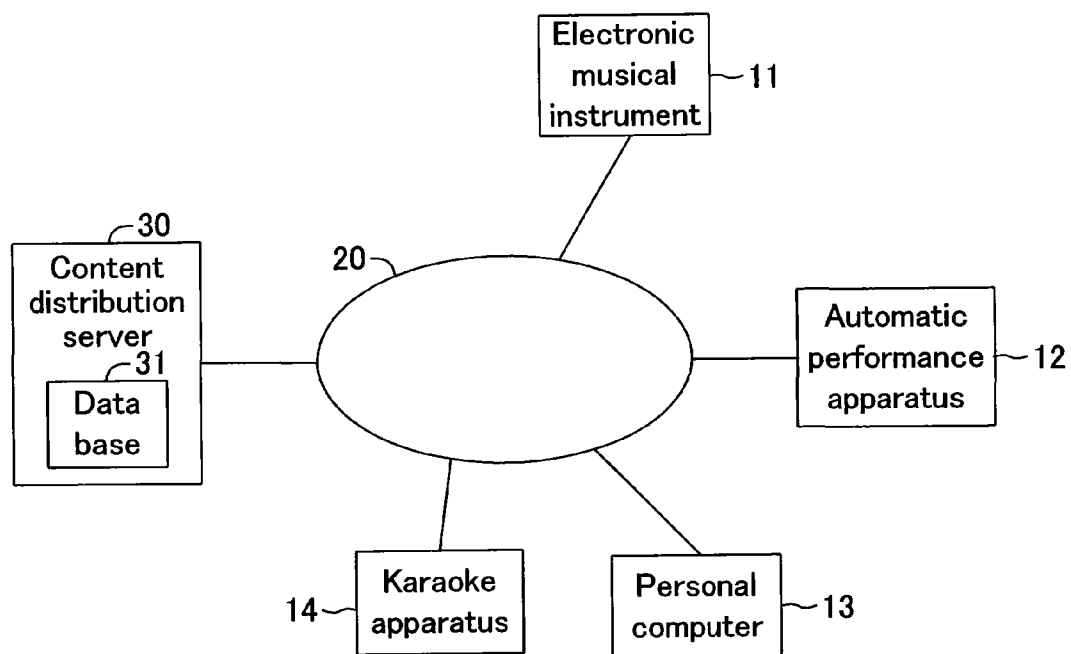 Electronic
musical
instrument
11
30
Content
distribution
server
31
Data
base
20
Automatic
performance
apparatus
12
14
Karaoke
apparatus
Personal
computer
13